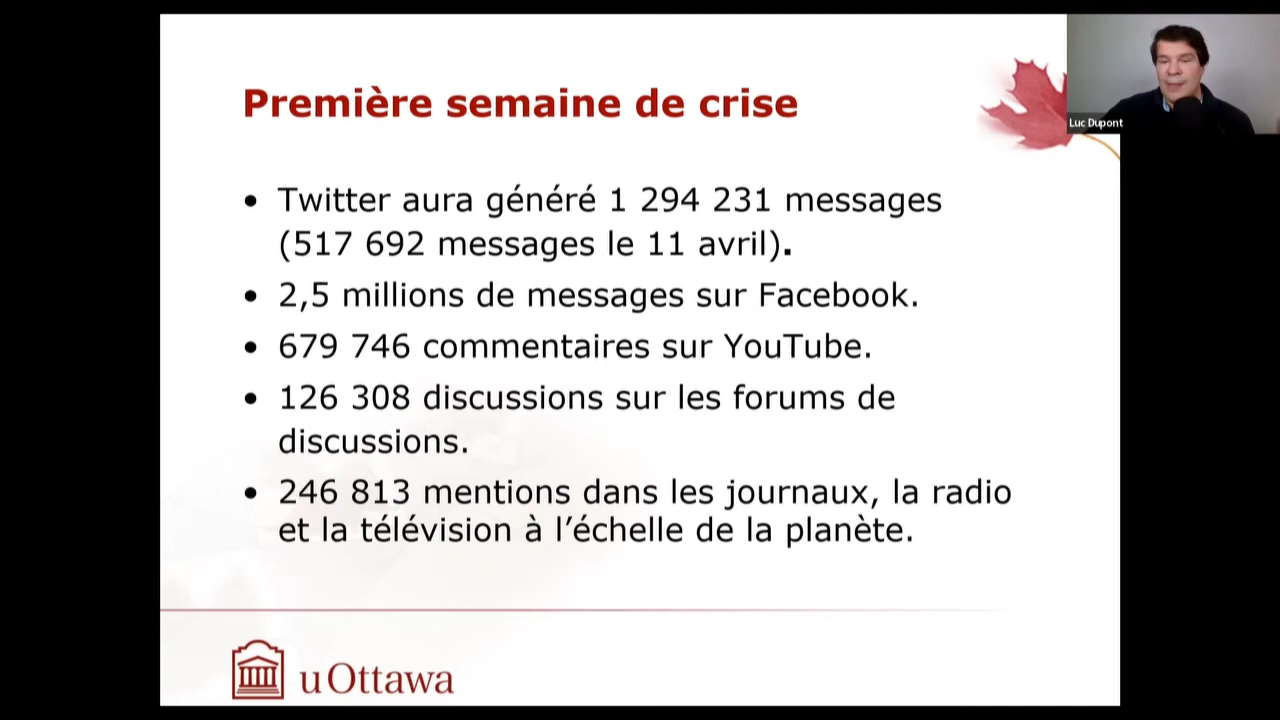 Première semaine de crise
Luc Dupont
• Twitter aura généré 1 294 231 messages
(517 692 messages le 11 avril).
• 2,5 millions de messages sur Facebook.
• 679 746 commentaires sur YouTube.
• 126 308 discussions sur les forums de
discussions.
• 246 813 mentions dans les journaux, la radio
et la télévision à l’échelle de la planète.
uOttawa